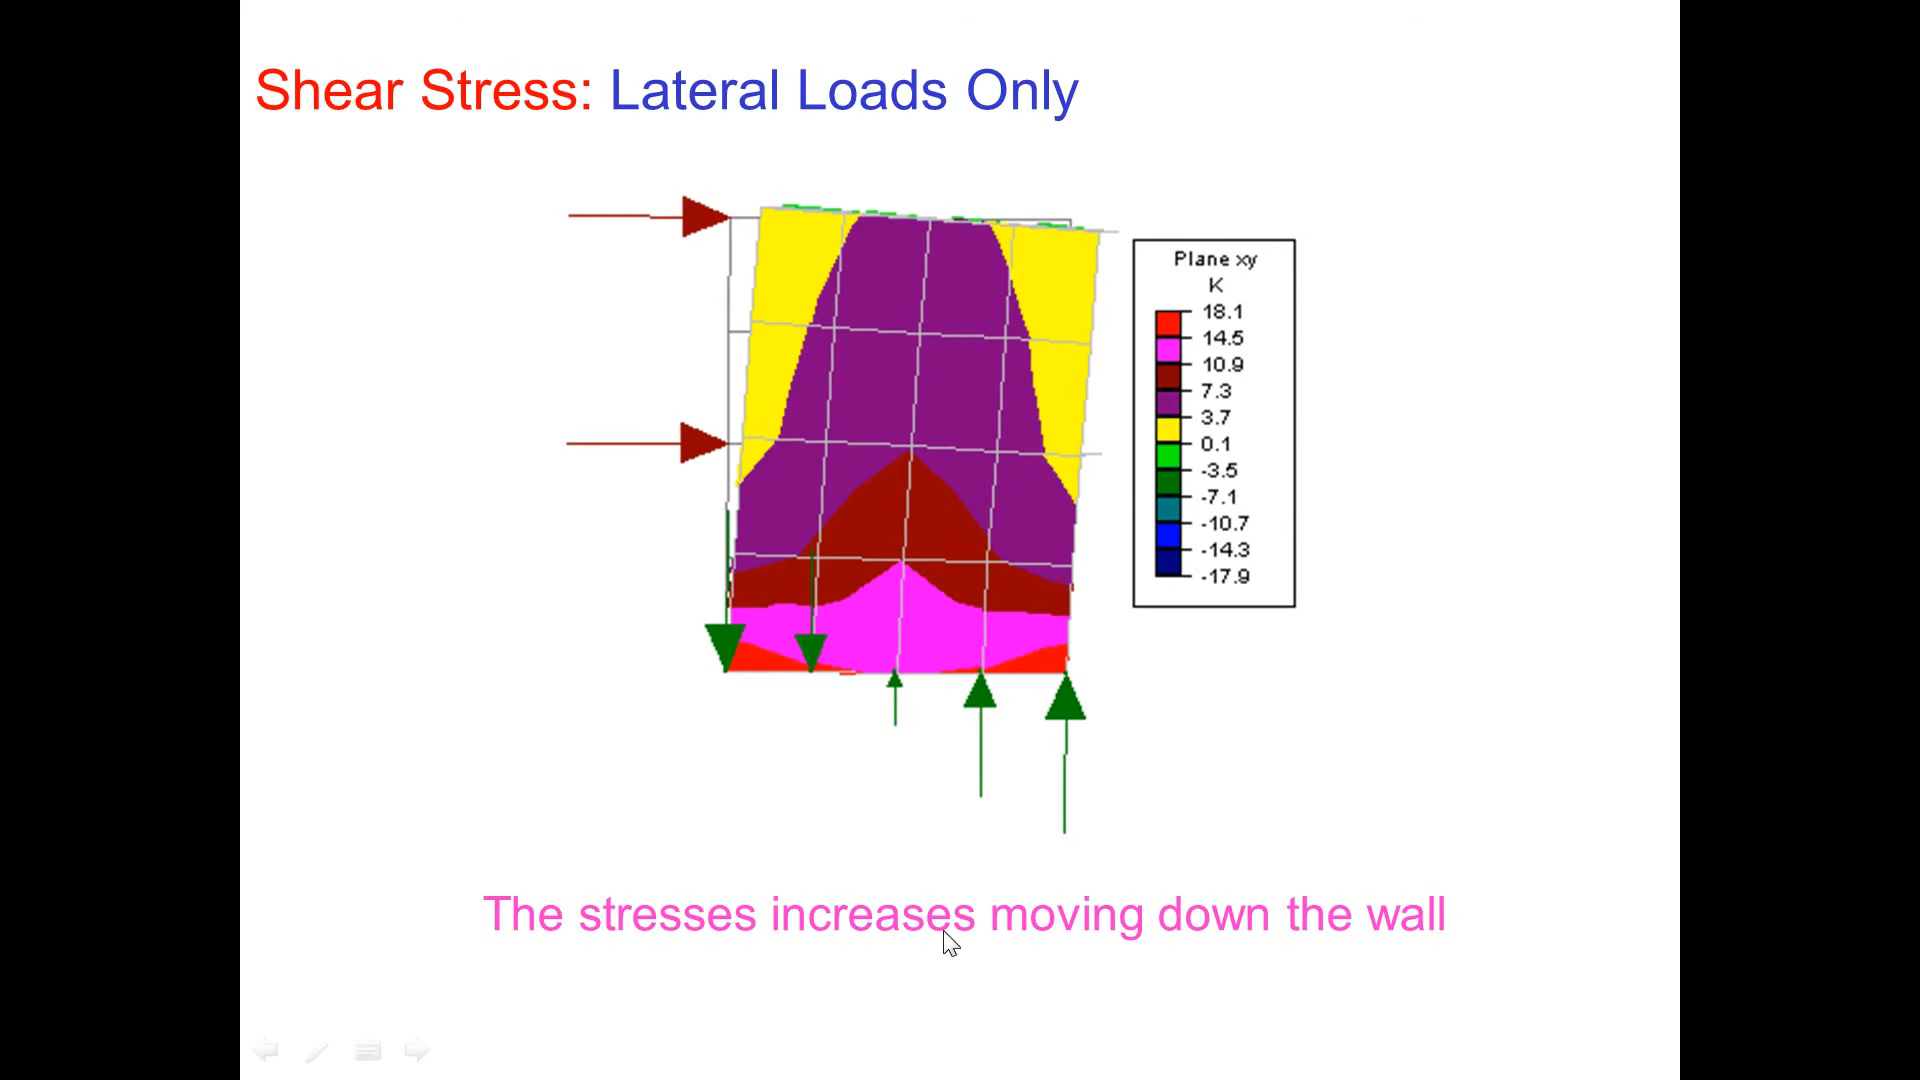 Shear Stress: Lateral Loads Only
Plane xy
K
18.1
14.5
10.9
7.3
3.7
0.1
-3.5
-7.1
-10.7
-14.3
-17.9
The stresses increases moving down the wall